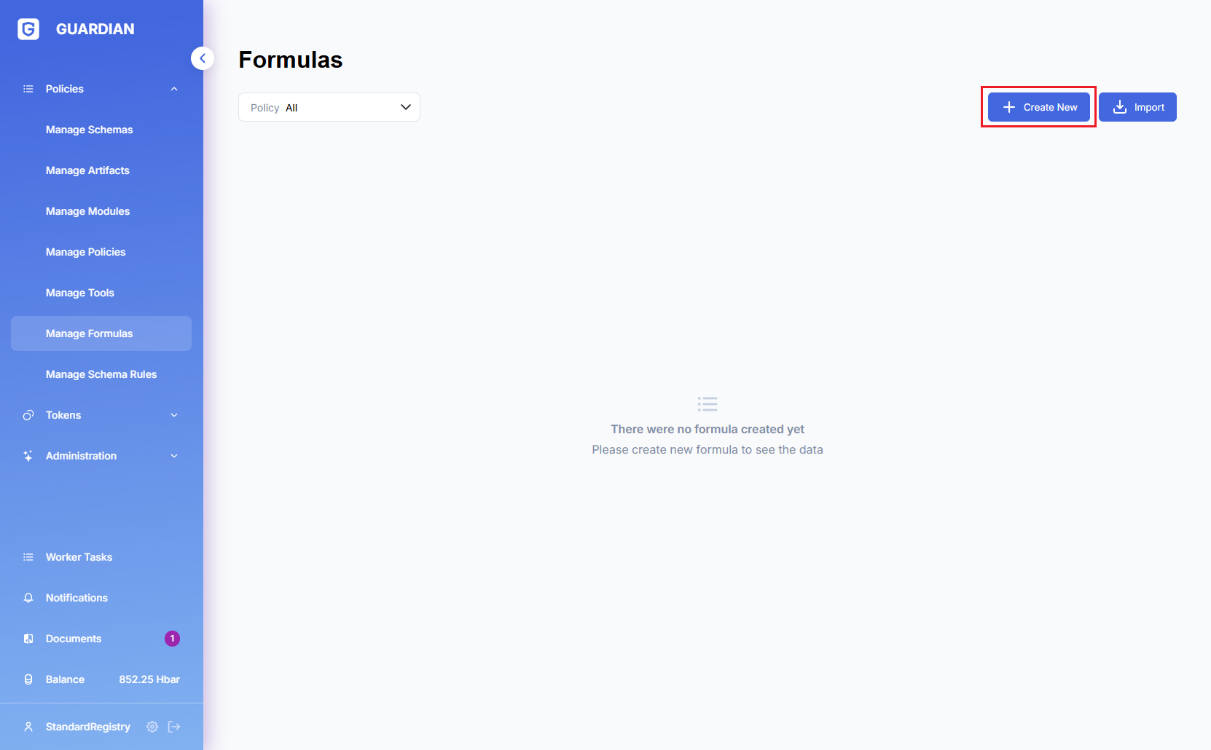 GUARDIAN
Policies
Manage Schemas
Manage Artifacts
Manage Modules
Manage Policies
Manage Tools
Manage Formulas
Manage Schema Rules
Tokens
Administration
Worker Tasks
Notifications
Documents 1
Balance 852.25 Hbar
StandardRegistry
Formulas
Policy All
Create New
Import
There were no formula created yet
Please create new formula to see the data